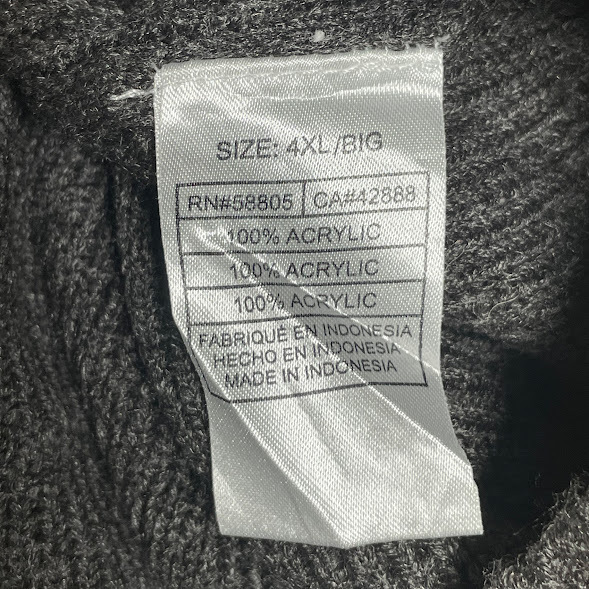 SIZE: 4XL/BIG
RN#58805 CA#42888
100% ACRYLIC
100% ACRYLIC
100% ACRYLIC
FABRIQUÉ EN INDONESIA
HECHO EN INDONESIA
MADE IN INDONESIA